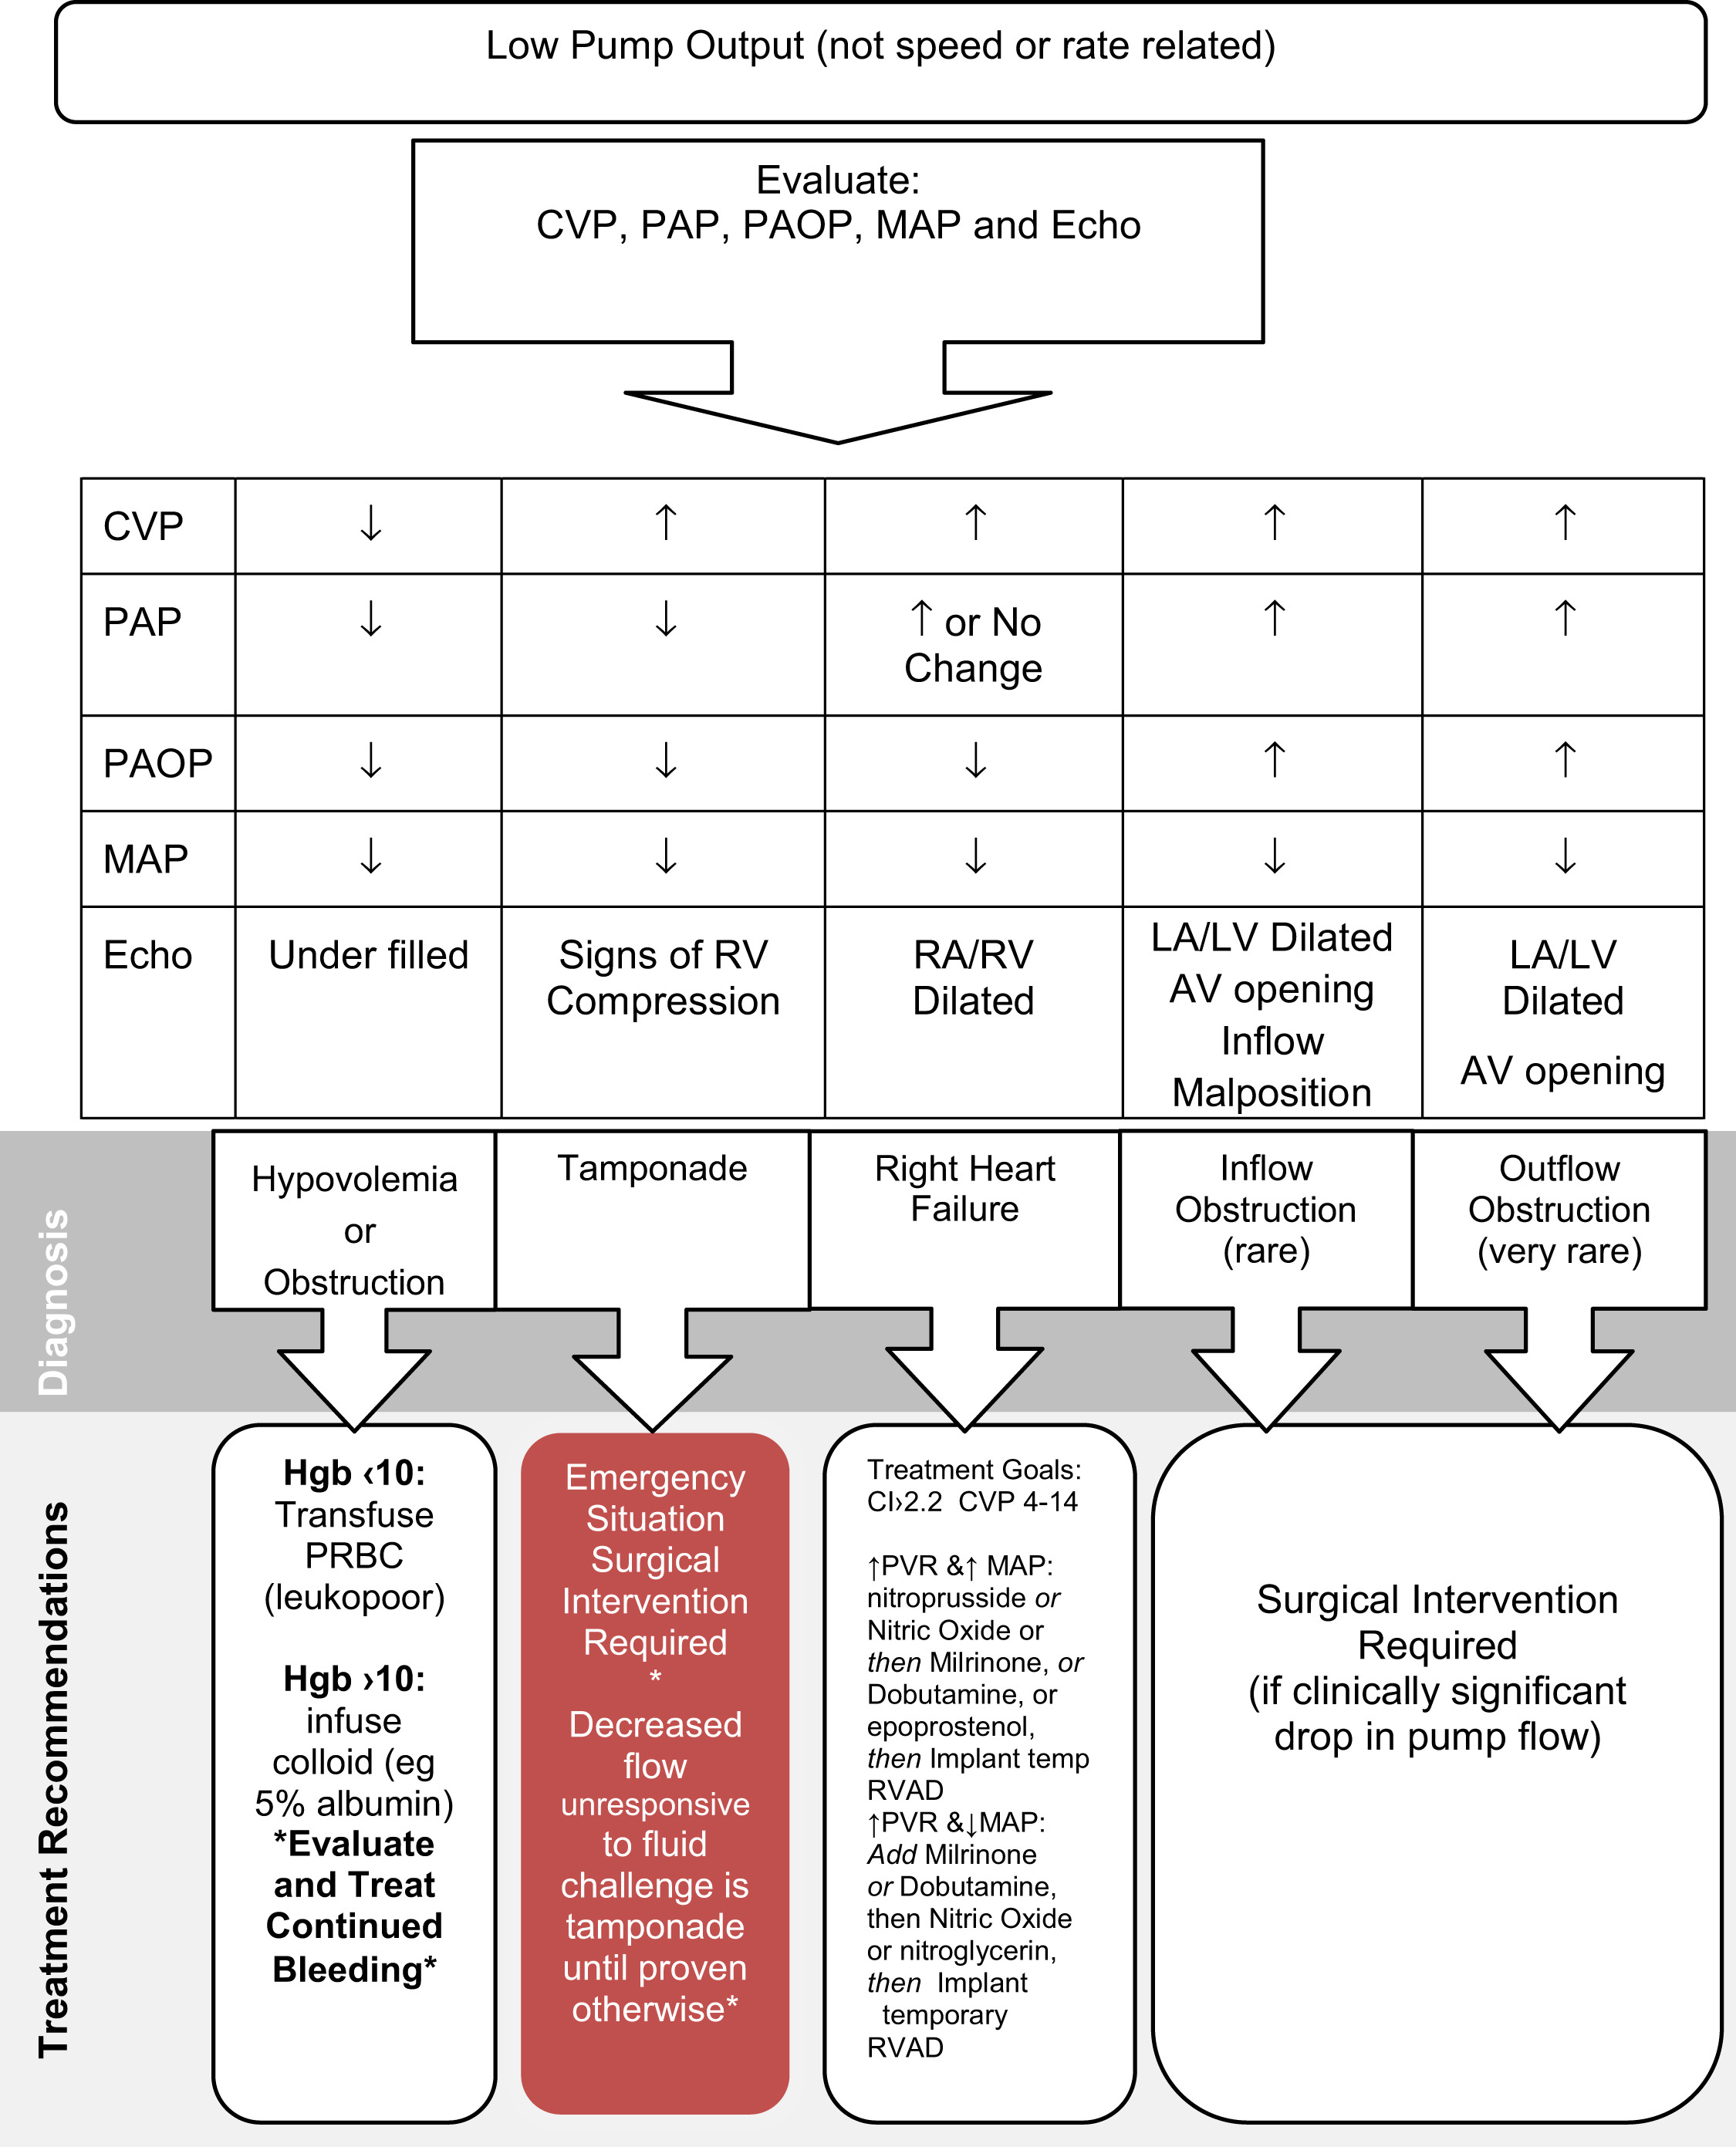 Low Pump Output (not speed or rate related)
Evaluate:
CVP, PAP, PAOP, MAP and Echo
CVP ↓ ↑ ↑ ↑ ↑
PAP ↓ ↓ ↑ or No Change ↑ ↑
PAOP ↓ ↓ ↓ ↑ ↑
MAP ↓ ↓ ↓ ↓ ↓
Echo
Under filled
Signs of RV
Compression
RA/RV
Dilated
LA/LV Dilated
AV opening
Inflow
Malposition
LA/LV
Dilated
AV opening
Diagnosis
Hypovolemia
or
Obstruction
Tamponade
Right Heart
Failure
Inflow
Obstruction
(rare)
Outflow
Obstruction
(very rare)
Treatment Recommendations
Hgb ‹10:
Transfuse
PRBC
(leukopoor)
Hgb ›10:
infuse
colloid (eg
5% albumin)
*Evaluate
and Treat
Continued
Bleeding*
Emergency
Situation
Surgical
Intervention
Required
*
Decreased
flow
unresponsive
to fluid
challenge is
tamponade
until proven
otherwise*
Treatment Goals:
CI›2.2 CVP 4-14
↑PVR &↑ MAP:
nitroprusside or
Nitric Oxide or
then Milrinone, or
Dobutamine, or
epoprostenol,
then Implant temp
RVAD
↑PVR &↓MAP:
Add Milrinone
or Dobutamine,
then Nitric Oxide
or nitroglycerin,
then Implant
temporary
RVAD
Surgical Intervention
Required
(if clinically significant
drop in pump flow)